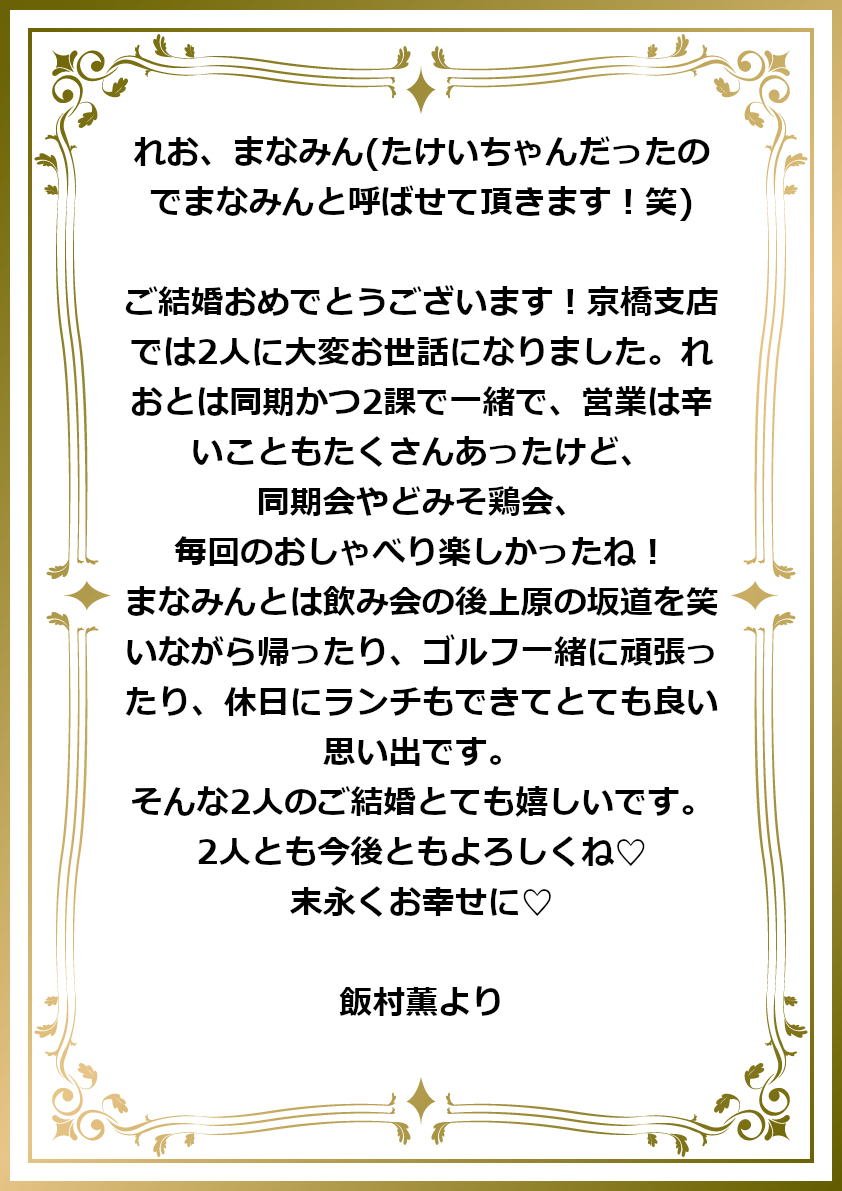 れお、まなみん(たけいちゃんだったの
でまなみんと呼ばせて頂きます！笑)
ご結婚おめでとうございます！京橋支店
では2人に大変お世話になりました。れ
おとは同期かつ2課で一緒で、営業は辛
いこともたくさんあったけど、
同期会やどみそ鶏会、
毎回のおしゃべり楽しかったね！
まなみんとは飲み会の後上原の坂道を笑
いながら帰ったり、ゴルフ一緒に頑張っ
たり、休日にランチもできてとても良い
思い出です。
そんな2人のご結婚とても嬉しいです。
2人とも今後ともよろしくね♡
末永くお幸せに♡
飯村薫より